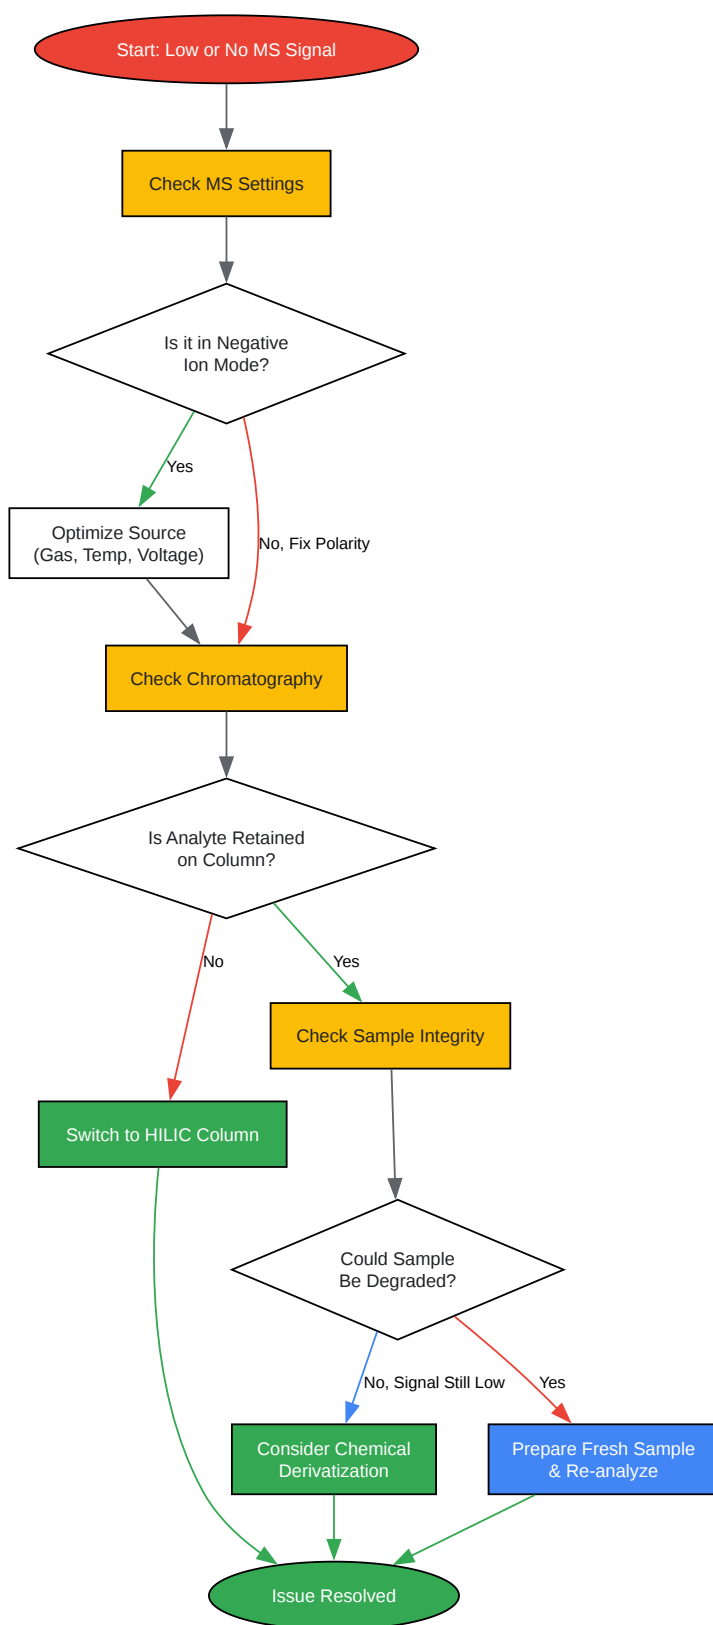 Start: Low or No MS Signal
Check MS Settings
Is it in Negative
Ion Mode?
Yes
Optimize Source
(Gas, Temp, Voltage)
No, Fix Polarity
Check Chromatography
Is Analyte Retained
on Column?
No
Yes
Check Sample Integrity
Switch to HILIC Column
Could Sample
Be Degraded?
No, Signal Still Low
Yes
Consider Chemical
Derivatization
Prepare Fresh Sample
& Re-analyze
Issue Resolved